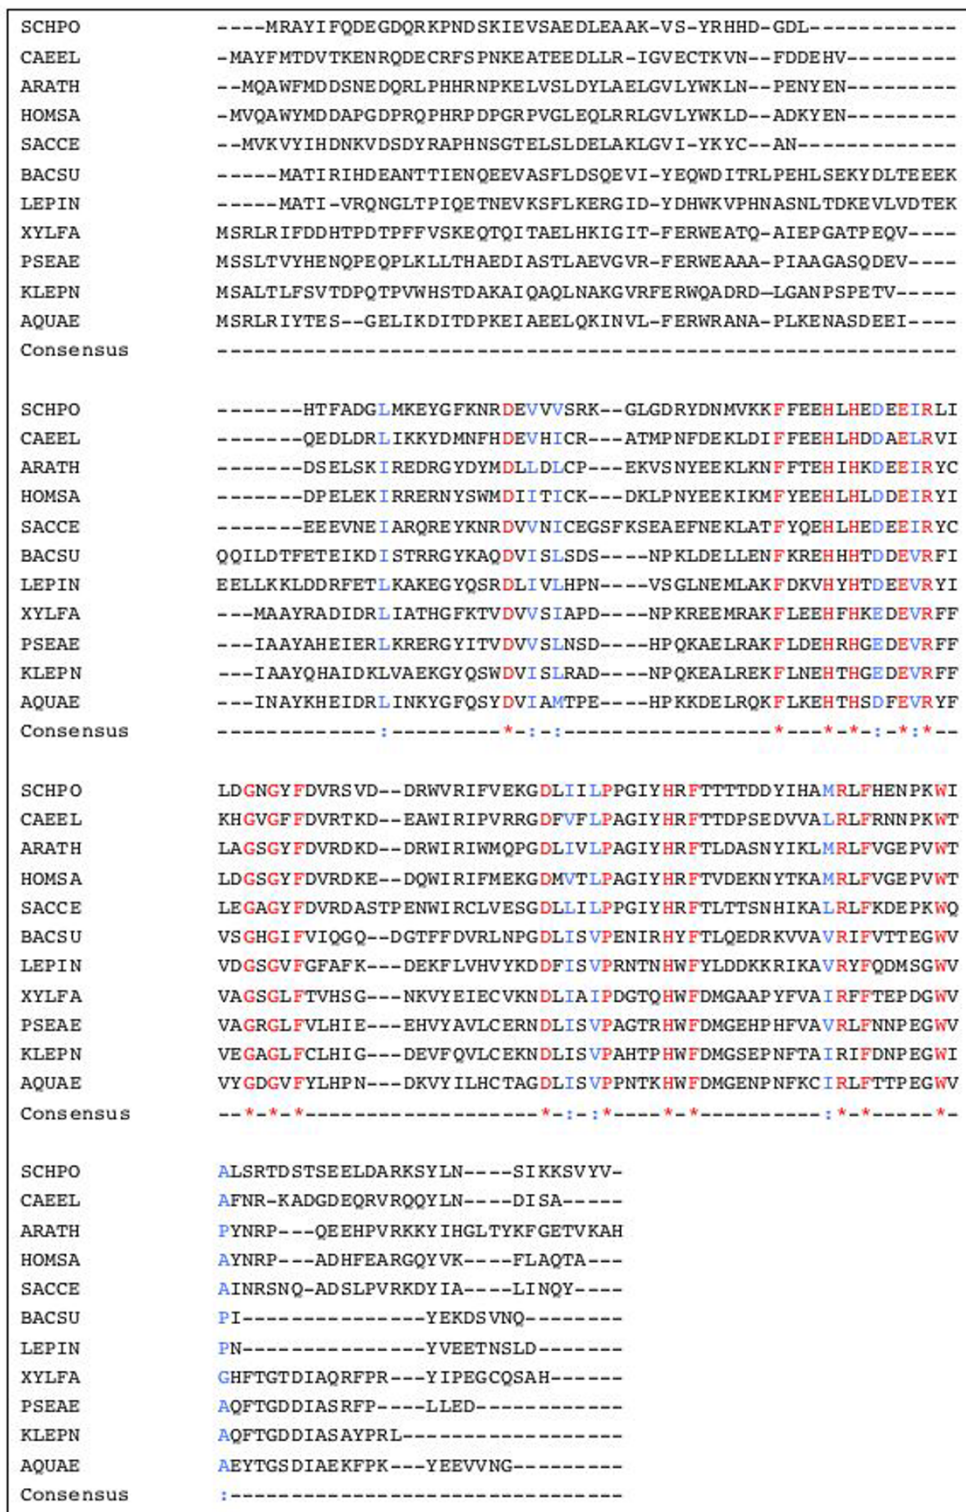 SCHPO ----MRAYIFQDEGDQRKPNDSKIEVSAEDLEAAK-VS-YRHHD-GDL------------
CAEEL -MAYFMTDVTKENRQDECRFSPNKEATEEDLLR-IGVECTKVN--FDDEHV---------
ARATH --MQAWFMDDSNEDQRLPHHRNPKELVSLDYLAELGVLYWKLN--PENYEN---------
HOMSA -MVQAWYMDDAPGDPRQPHRPDPGRPVGLEQLRRLGVLYWKLD--ADKYEN---------
SACCE --MVKVYIHDNKVDSDYRAPHNSGTELSLDELAKLGVI-YKYC--AN-------------
BACSU -----MATIRIHDEANTTIENQEEVASFLDSQEVI-YEQWDITRLPEHLSEKYDLTEEEK
LEPIN -----MATI-VRQNGLTPIQETNEVKSFLKERGID-YDHWKVPHNASNLTDKEVLVDTEK
XYLFA MSRLRIFDDHTPDTPFFVSKEQTQITAELHKIGIT-FERWEATQ-AIEPGATPEQV----
PSEAE MSSLTVYHENQPEQPLKLLTHAEDIASTLAEVGVR-FERWEAAA-PIAAGASQDEV----
KLEPN MSALTLFSVTDPQTPVWHSTDAKAIQAQLNAKGVRFERWQADRD-LGANPSPETV-----
AQUAE MSRLRIYTES--GELIKDITDPKEIAEELQKINVL-FERWRANA-PLKENASDEEI----
Consensus ------------------------------------------------------------
SCHPO -------HTFADGLMKEYGFKNRDEVVVSRK---GLGDRYDNMVKKFFEEHLHEDEEIRLI
CAEEL -------QEDLDRLIKKYDMNFHDEVHICR---ATMPNFDEKLDIFFEEHLHDDAELRVI
ARATH -------DSELSKIREDRGYDYMDLLDLCP---EKVSNYEEKLKNFFTEHIHKDEEIRYC
HOMSA -------DPELEKIRRERNYSWMDIITICK---DKLPNYEEKIKMFYEEHLHLDDEIRYI
SACCE -------EEEVNEIARQREYKNRDVVNICEGSFKSEAEFNEKLATFYQEHLHEDEEIRYC
BACSU QQILDTFETEIKDISTRRGYKAQDVISLSDS----NPKLDELLENFKREHHHTDDEVRFI
LEPIN EELLKKLDDRFETLKAKEGYQSRDLIVLHPN----VSGLNEMLAKFDKVHYHTDEEVRYI
XYLFA ---MAAYRADIDRLIATHGFKTVDVVSIAPD----NPKREEMRAKFLEEHFHKEDEVRFF
PSEAE ---IAAYAHEIERLKRERGYITVDVVSLNSD----HPQKAELRAKFLDEHRHGEDEVRFF
KLEPN ---IAAYQHAIDKLVAEKGYQSWDVISLRAD----NPQKEALREKFLNEHTHGEDEVRFF
AQUAE ---INAYKHEIDRLINKYGFQSYDVIAMTPE----HPKKDELRQKFLKEHTHSDFEVRYF
Consensus -------------:---------*-:-:-----------------*---*-*-:-*:*--
SCHPO LDGNGYFDVRSVD--DRWVRIFVEKGDLIILPPGIYHRFTTTTDDYIHAMRLFHENPKWI
CAEEL KHGVGFFDVRTKD--EAWIRIPVRRGDFVFLPAGIYHRFTTDPSEDVVALRLFRNNPKWT
ARATH LAGSGYFDVRDKD--DRWIRIWMQPGDLIVLPAGIYHRFTLDASNYIKLMRLFVGEPVWT
HOMSA LDGSGYFDVRDKE--DQWIRIFMEKGDMVTLPAGIYHRFTVDEKNYTKAMRLFVGEPVWT
SACCE LEGAGYFDVRDASTPENWIRCLVESGDLLILPPGIYHRFTLTTSNHIKALRLFKDEPKWQ
BACSU VSGHGIFVIQGQ--DGTFFDVRLNPGDLISVPENIRHYFTLQEDRKVVAVRIFVTTEGWV
LEPIN VDGSGVFGFAFK---DEKFLVHVYKDDFISVPRNTNHWFYLDDKKRIKAVRYFQDMSGWV
XYLFA VAGSGLFTVHSG---NKVYEIECVKNDLIAIPDGTQHWFDMGAAPYFVAIRFFTEPDGWV
PSEAE VAGRGLFVLHIE---EHVYAVLCERNDLISVPAGTRHWFDMGEHPHFVAVRLFNNPEGWV
KLEPN VEGAGLFCLHIG---DEVFQVLCEKNDLISVPAHTPHWFDMGSEPNFTAIRIFDNPEGWI
AQUAE VYGDGVFYLHPN---DKVYILHCTAGDLISVPPNTKHWFDMGENPNFKCIRLFTTPEGWV
Consensus --*-*-*-------------------*-:-:*----*-*----------:*-*-----*-
SCHPO ALSRTDSTSEELDARKSYLN----SIKKSVYV-
CAEEL AFNR-KADGDEQRVRQQYLN----DISA-----
ARATH PYNRP---QEEHPVRKKYIHGLTYKFGETVKAH
HOMSA AYNRP---ADHFEARGQYVK----FLAQTA---
SACCE AINRSNQ-ADSLPVRKDYIA----LINQY----
BACSU PI---------------YEKDSVNQ--------
LEPIN PN---------------YVEETNSLD-------
XYLFA GHFTGTDIAQRFPR---YIPEGCQSAH------
PSEAE AQFTGDDIASRFP----LLED------------
KLEPN AQFTGDDIASAYPRL------------------
AQUAE AEYTGSDIAEKFPK---YEEVVNG---------
Consensus :--------------------------------